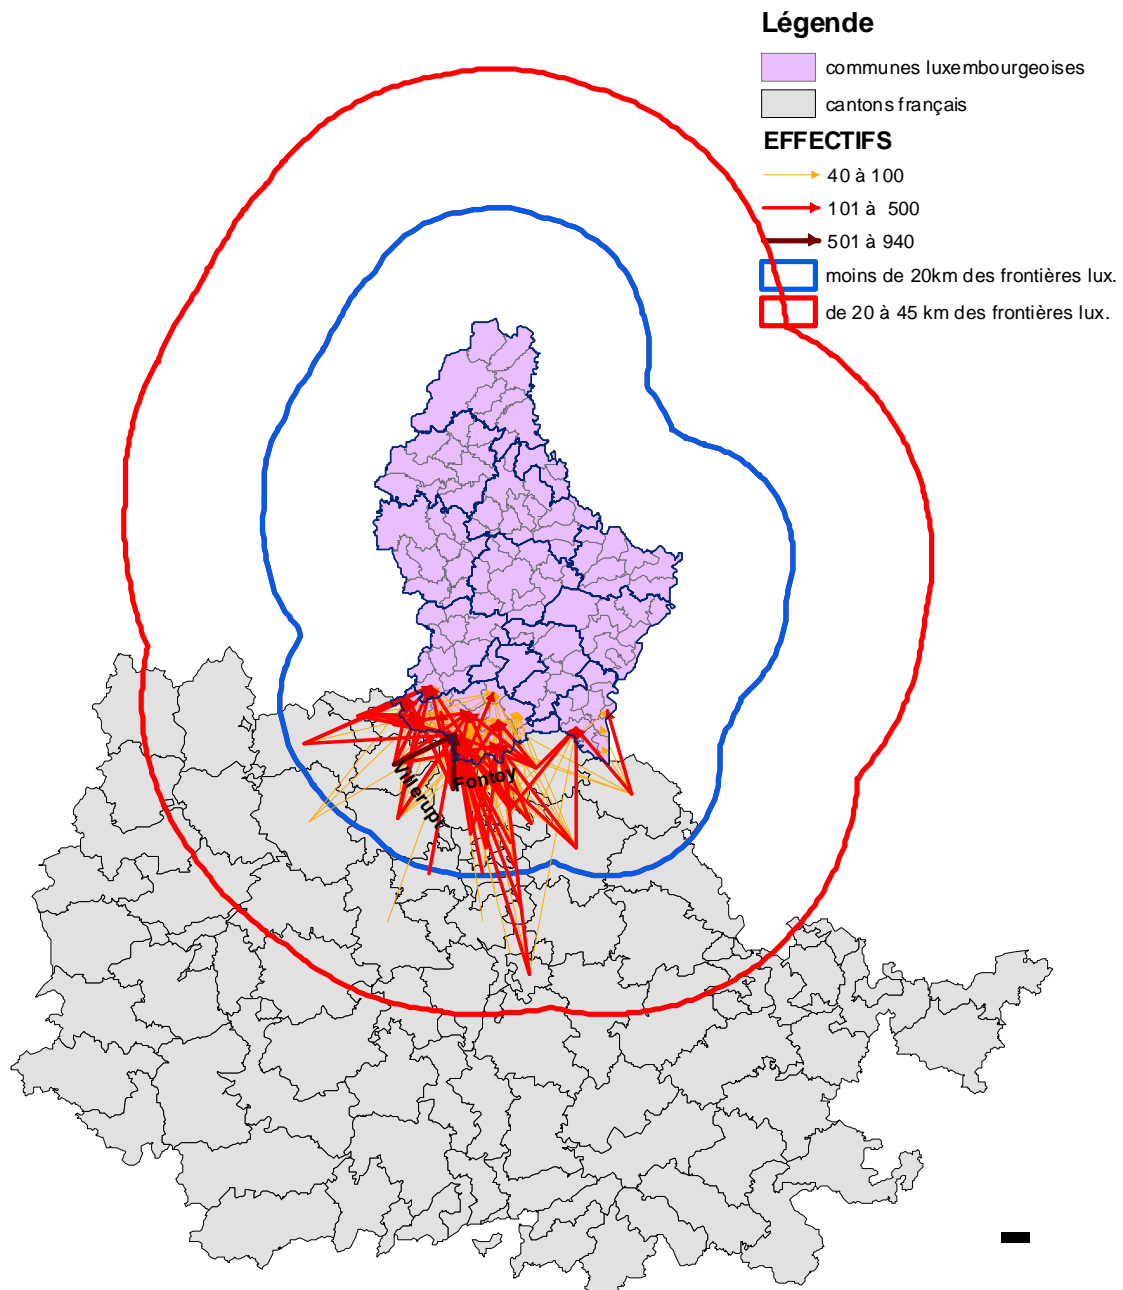 Légende
communes luxembourgeoises
cantons français
EFFECTIFS
40 à 100
101 à 500
501 à 940
moins de 20km des frontières lux.
de 20 à 45 km des frontières lux.
Villerupt
Fontoy